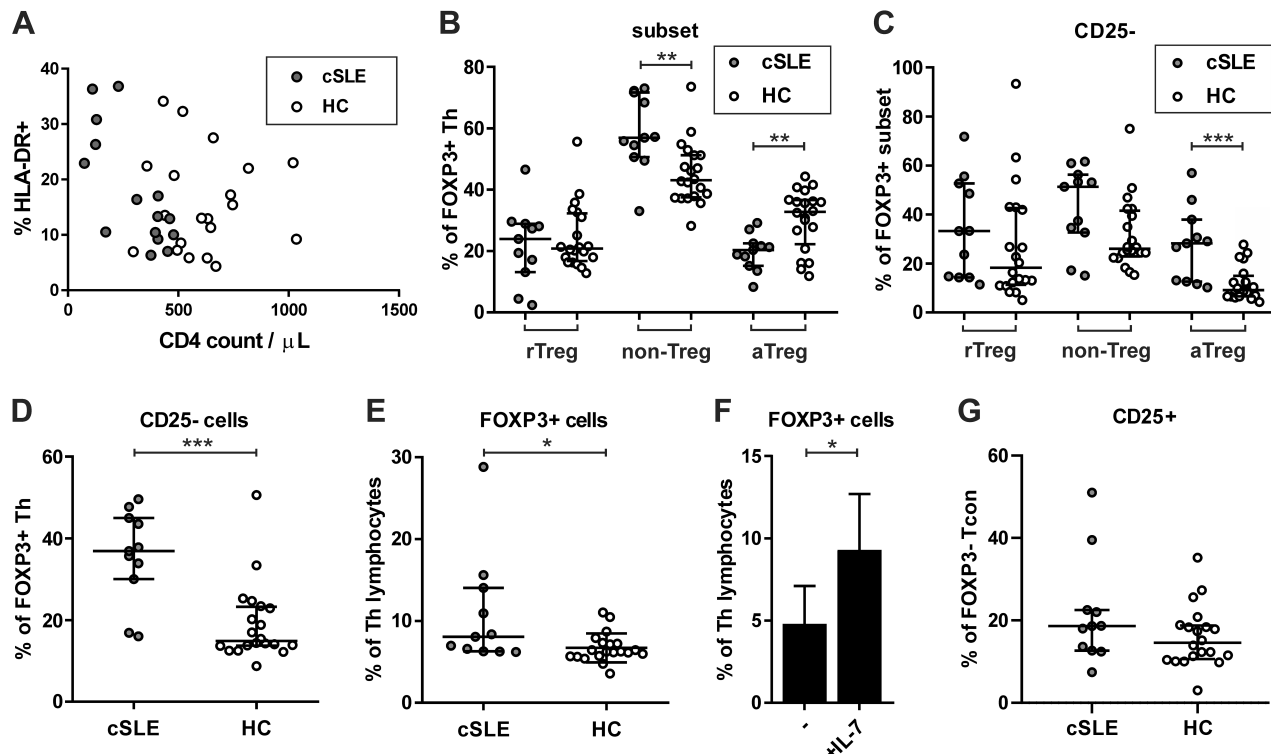 A
% HLA-DR+
40
30
20
10
0
0 500 1000 1500
CD4 count / μL
cSLE
HC
B
subset
% of FOXP3+ Th
80
60
40
20
0
cSLE
HC
**
**
rTreg non-Treg aTreg
C
CD25-
% of FOXP3+ subset
100
80
60
40
20
0
cSLE
HC
***
rTreg non-Treg aTreg
D
CD25- cells
***
% of FOXP3+ Th
60
40
20
0
cSLE HC
E
FOXP3+ cells
*
% of Th lymphocytes
30
20
10
0
cSLE HC
F
FOXP3+ cells
*
% of Th lymphocytes
15
10
5
0
- +IL-7
G
CD25+
% of FOXP3- Tcon
60
40
20
0
cSLE HC